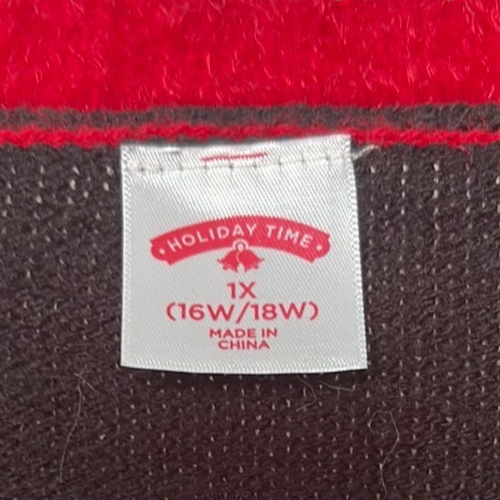 • HOLIDAY TIME •
1X
(16W/18W)
MADE IN
CHINA